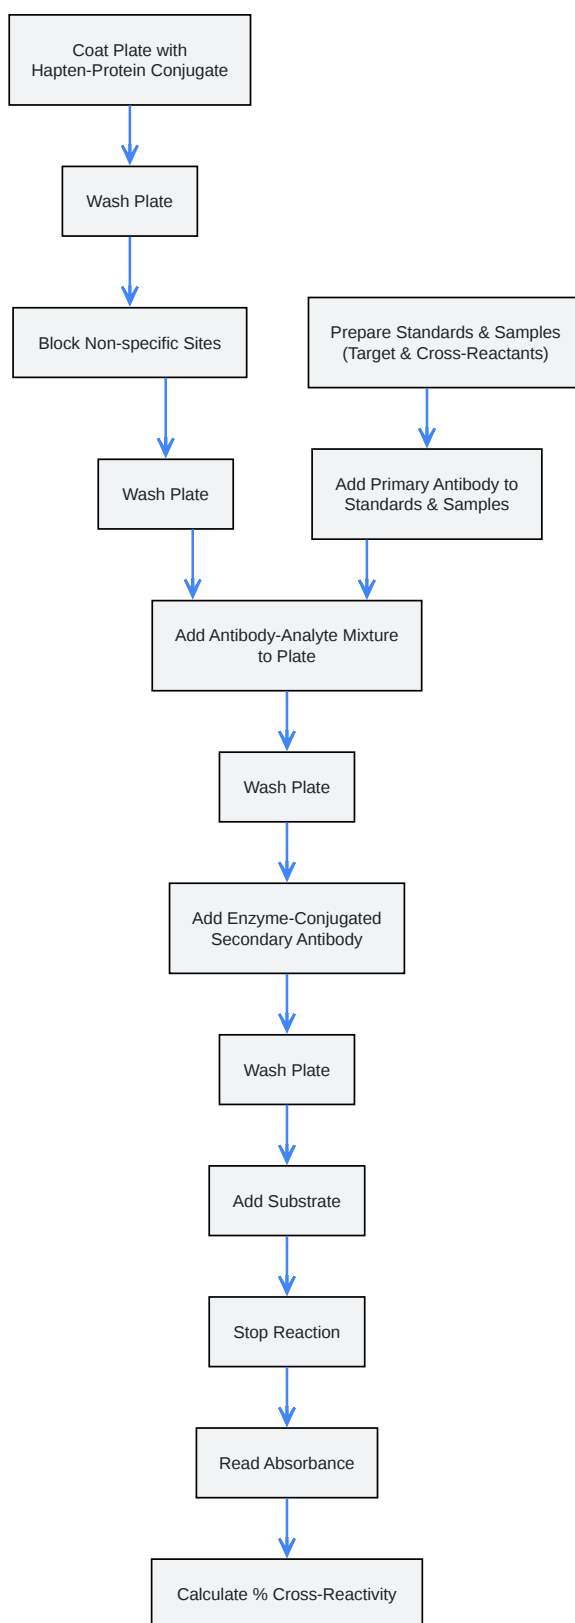 Coat Plate with
Hapten-Protein Conjugate
Wash Plate
Block Non-specific Sites
Prepare Standards & Samples
(Target & Cross-Reactants)
Wash Plate
Add Primary Antibody to
Standards & Samples
Add Antibody-Analyte Mixture
to Plate
Wash Plate
Add Enzyme-Conjugated
Secondary Antibody
Wash Plate
Add Substrate
Stop Reaction
Read Absorbance
Calculate % Cross-Reactivity